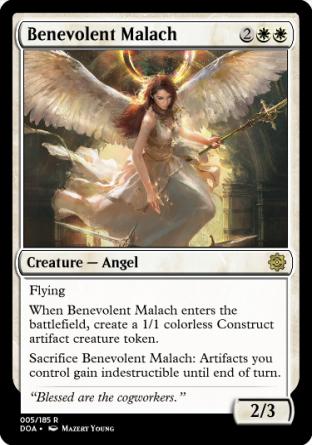 Benevolent Malach 2
Creature — Angel
Flying
When Benevolent Malach enters the
battlefield, create a 1/1 colorless Construct
artifact creature token.
Sacrifice Benevolent Malach: Artifacts you
control gain indestructible until end of turn.
“Blessed are the cogworkers.”
2/3
005/185 R
DOA • Mazert Young